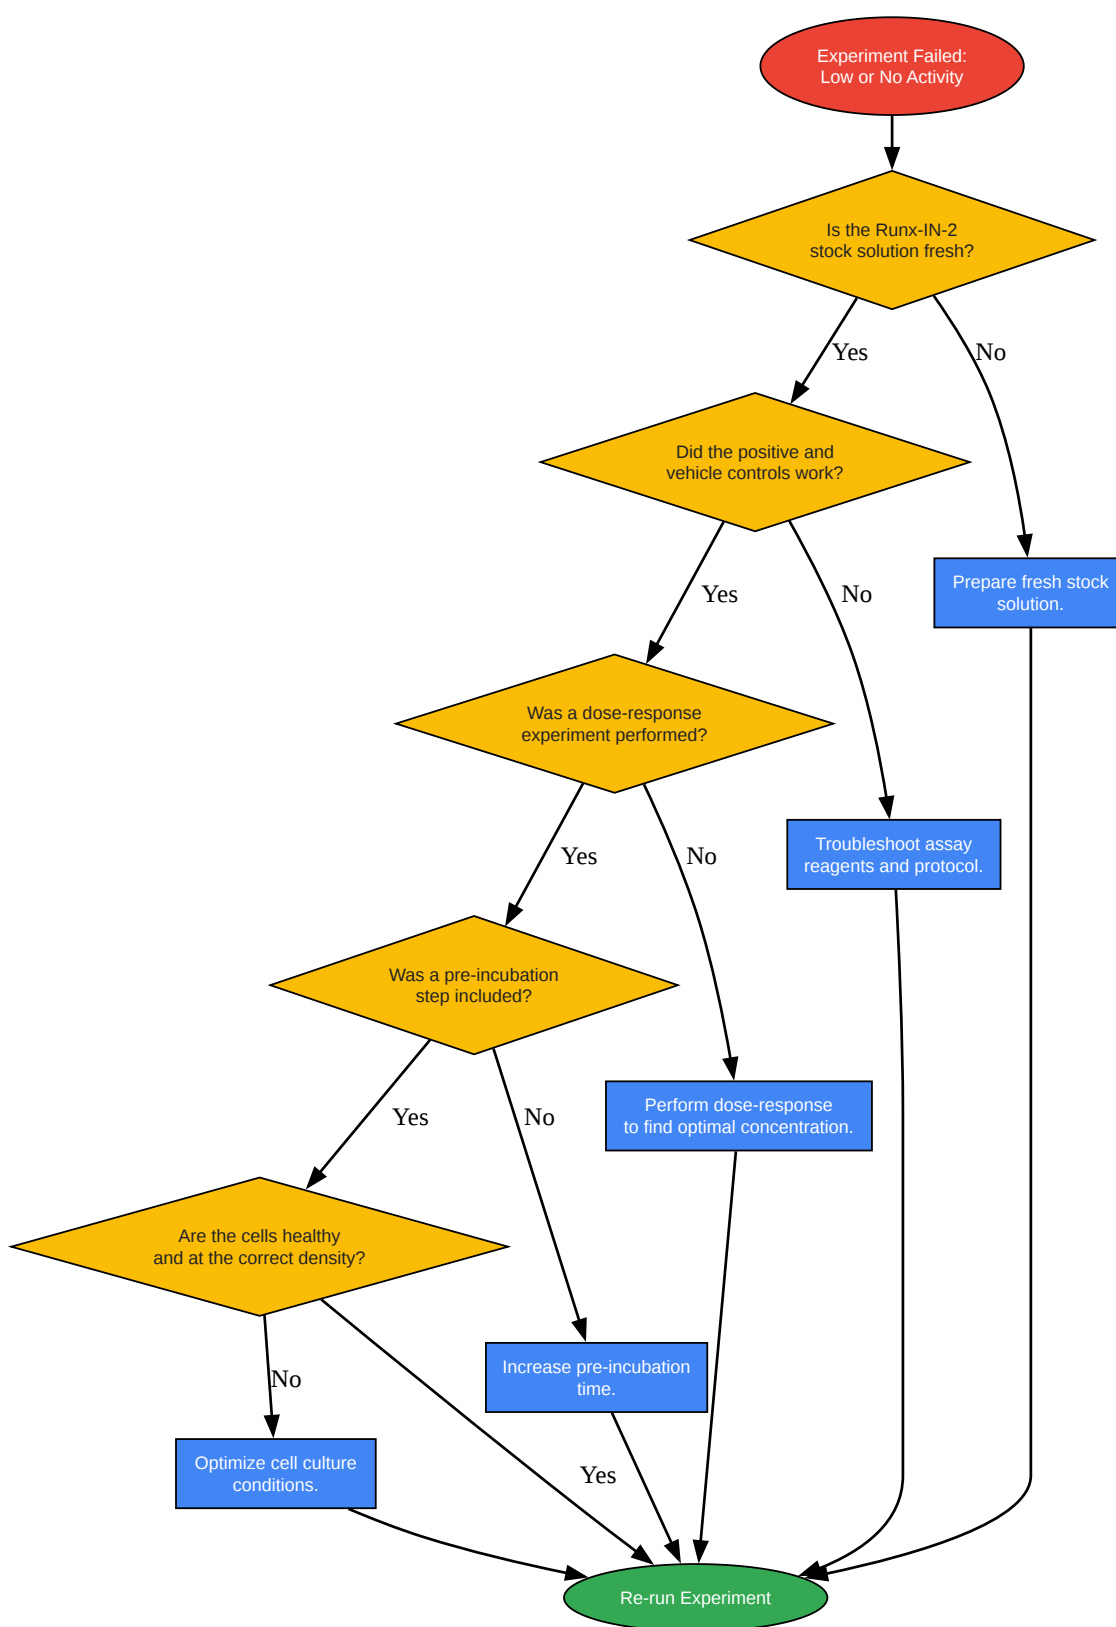 Experiment Failed:
Low or No Activity
Is the Runx-IN-2
stock solution fresh?
Yes
No
Did the positive and
vehicle controls work?
Yes
No
Prepare fresh stock
solution.
Was a dose-response
experiment performed?
Yes
No
Troubleshoot assay
reagents and protocol.
Was a pre-incubation
step included?
Yes
No
Perform dose-response
to find optimal concentration.
Are the cells healthy
and at the correct density?
No
Increase pre-incubation
time.
Optimize cell culture
conditions.
Yes
Re-run Experiment